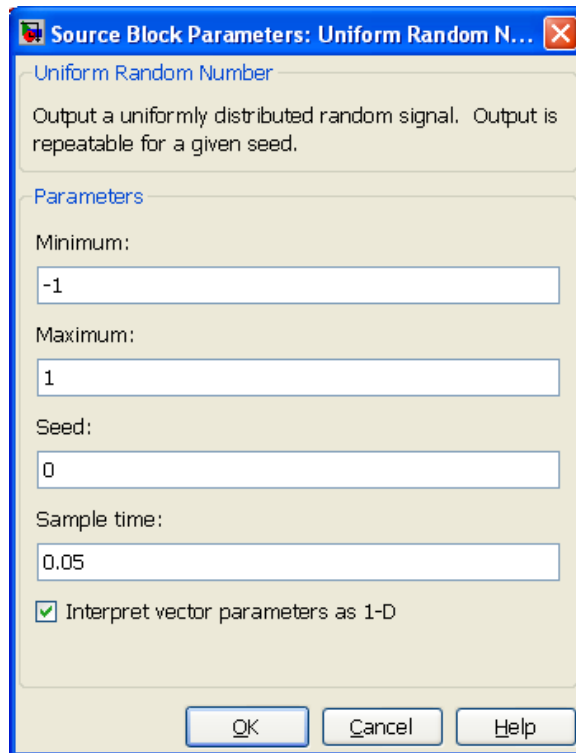 Source Block Parameters: Uniform Random N...
Uniform Random Number
Output a uniformly distributed random signal.  Output is
repeatable for a given seed.
Parameters
Minimum:
-1
Maximum:
1
Seed:
0
Sample time:
0.05
Interpret vector parameters as 1-D
OK Cancel Help